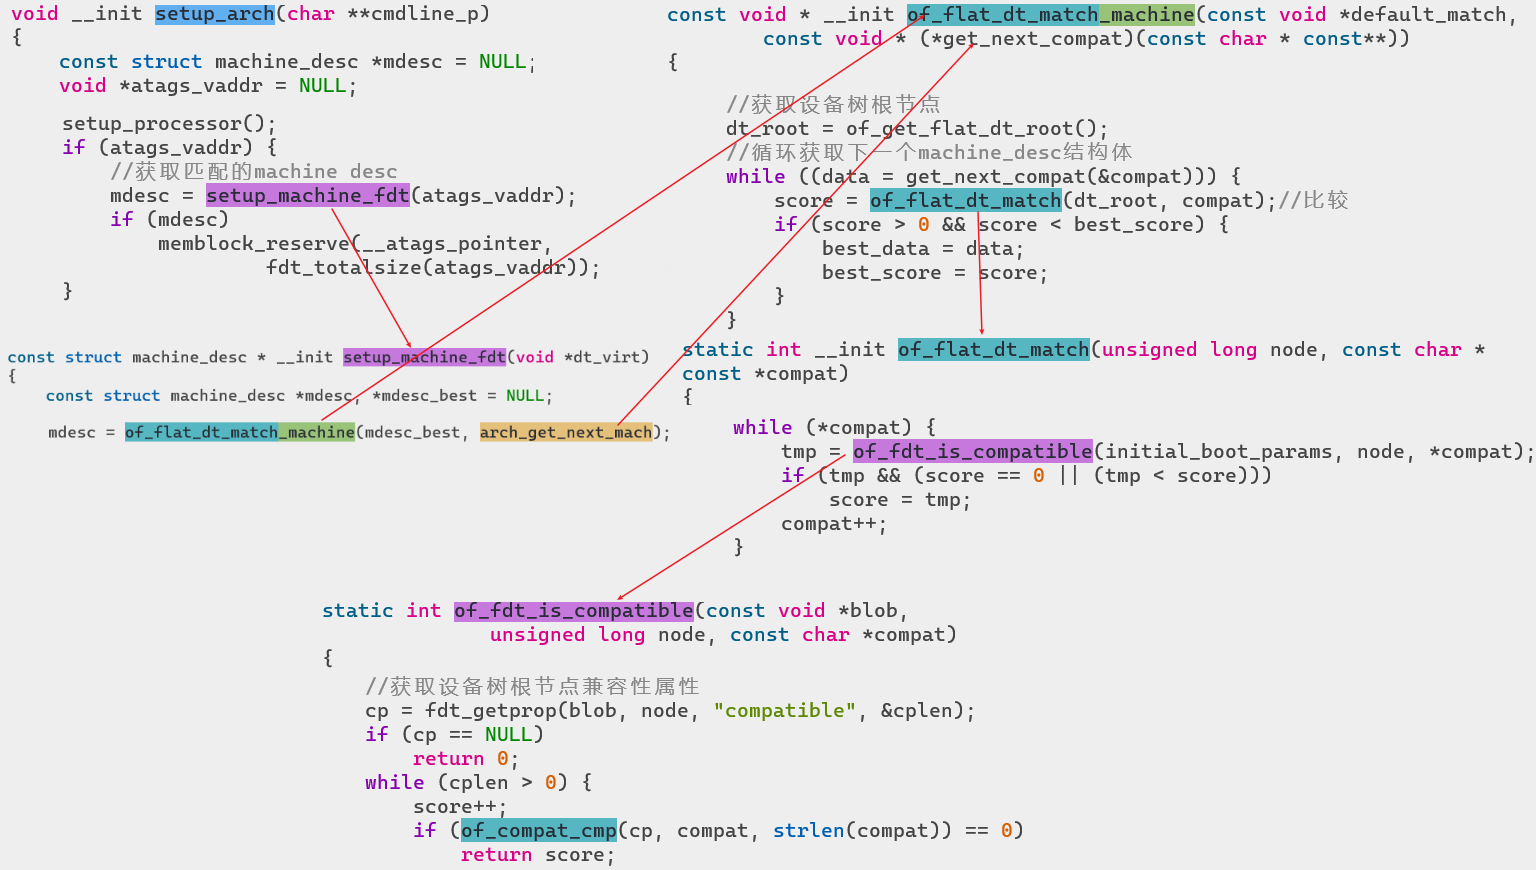 void __init setup_arch(char **cmdline_p)
{
    const struct machine_desc *mdesc = NULL;
    void *atags_vaddr = NULL;
    setup_processor();
    if (atags_vaddr) {
        //获取匹配的machine desc
        mdesc = setup_machine_fdt(atags_vaddr);
        if (mdesc)
            memblock_reserve(__atags_pointer,
                     fdt_totalsize(atags_vaddr));
    }
const struct machine_desc * __init setup_machine_fdt(void *dt_virt)
{
    const struct machine_desc *mdesc, *mdesc_best = NULL;
    mdesc = of_flat_dt_match_machine(mdesc_best, arch_get_next_mach);
const void * __init of_flat_dt_match_machine(const void *default_match,
        const void * (*get_next_compat)(const char * const**))
{
    //获取设备树根节点
    dt_root = of_get_flat_dt_root();
    //循环获取下一个machine_desc结构体
    while ((data = get_next_compat(&compat))) {
        score = of_flat_dt_match(dt_root, compat);//比较
        if (score > 0 && score < best_score) {
            best_data = data;
            best_score = score;
        }
    }
static int __init of_flat_dt_match(unsigned long node, const char *
const *compat)
{
    while (*compat) {
        tmp = of_fdt_is_compatible(initial_boot_params, node, *compat);
        if (tmp && (score == 0 || (tmp < score)))
            score = tmp;
        compat++;
    }
static int of_fdt_is_compatible(const void *blob,
              unsigned long node, const char *compat)
{
    //获取设备树根节点兼容性属性
    cp = fdt_getprop(blob, node, "compatible", &cplen);
    if (cp == NULL)
        return 0;
    while (cplen > 0) {
        score++;
        if (of_compat_cmp(cp, compat, strlen(compat)) == 0)
            return score;